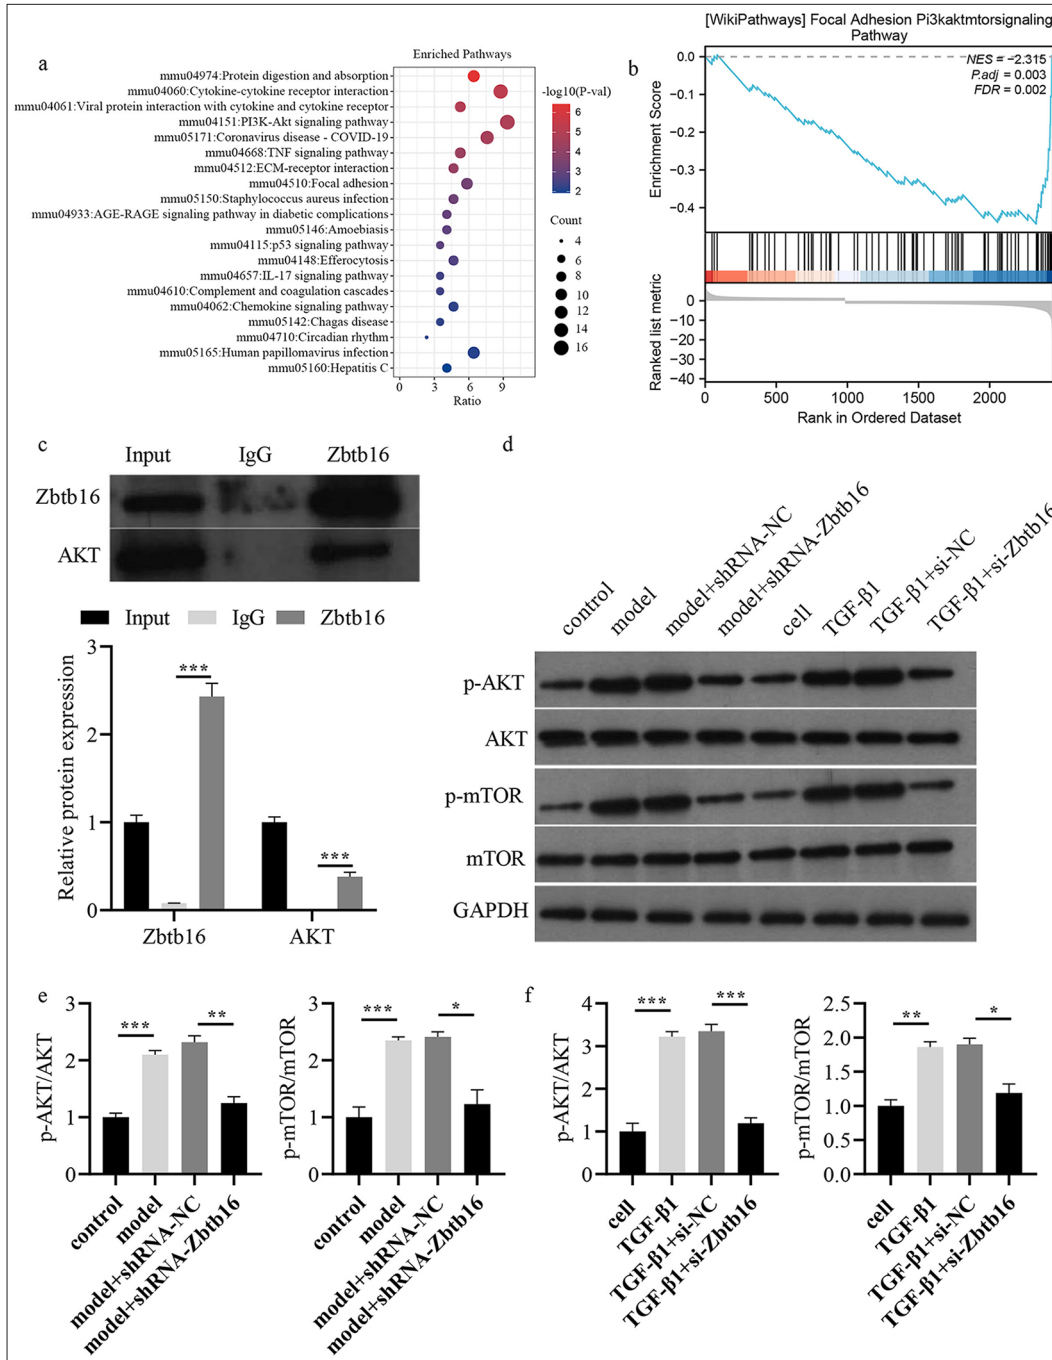 a
Enriched Pathways
mmu04974:Protein digestion and absorption
mmu04060:Cytokine-cytokine receptor interaction
mmu04061:Viral protein interaction with cytokine and cytokine receptor
mmu04151:PI3K-Akt signaling pathway
mmu05171:Coronavirus disease - COVID-19
mmu04668:TNF signaling pathway
mmu04512:ECM-receptor interaction
mmu04510:Focal adhesion
mmu05150:Staphylococcus aureus infection
mmu04933:AGE-RAGE signaling pathway in diabetic complications
mmu05146:Amoebiasis
mmu04115:p53 signaling pathway
mmu04148:Efferocytosis
mmu04657:IL-17 signaling pathway
mmu04610:Complement and coagulation cascades
mmu04062:Chemokine signaling pathway
mmu05142:Chagas disease
mmu04710:Circadian rhythm
mmu05165:Human papillomavirus infection
mmu05160:Hepatitis C
0 3 6 9
Ratio
-log10(P-val)
6
5
4
3
2
Count
4
6
8
10
12
14
16
b
[WikiPathways] Focal Adhesion Pi3kaktmtorsignaling
Pathway
NES = −2.315
P.adj = 0.003
FDR = 0.002
Enrichment Score
0.0
−0.1
−0.2
−0.3
−0.4
Ranked list metric
0
−10
−20
−30
−40
0 500 1000 1500 2000
Rank in Ordered Dataset
c
Input IgG Zbtb16
Zbtb16
AKT
Input IgG Zbtb16
Relative protein expression
3
2
1
0
***
***
Zbtb16 AKT
d
control
model
model+shRNA-NC
model+shRNA-Zbtb16
cell
TGF-β1
TGF-β1+si-NC
TGF-β1+si-Zbtb16
p-AKT
AKT
p-mTOR
mTOR
GAPDH
e
p-AKT/AKT
3
2
1
0
***
**
control
model
model+shRNA-NC
model+shRNA-Zbtb16
p-mTOR/mTOR
3
2
1
0
***
*
control
model
model+shRNA-NC
model+shRNA-Zbtb16
f
p-AKT/AKT
4
3
2
1
0
***
***
cell
TGF-β1
TGF-β1+si-NC
TGF-β1+si-Zbtb16
p-mTOR/mTOR
2.5
2.0
1.5
1.0
0.5
0.0
**
*
cell
TGF-β1
TGF-β1+si-NC
TGF-β1+si-Zbtb16